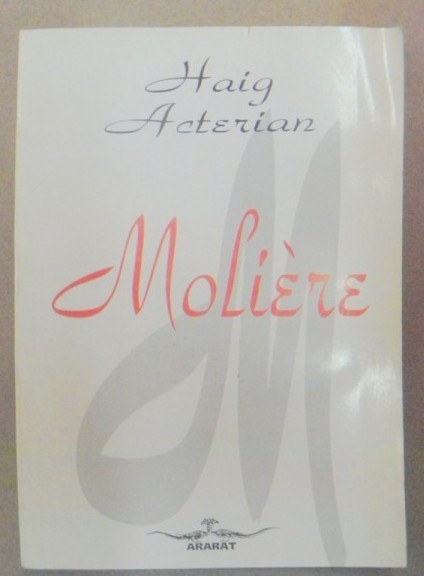 Haig
Acterian
Molière
M
ARARAT